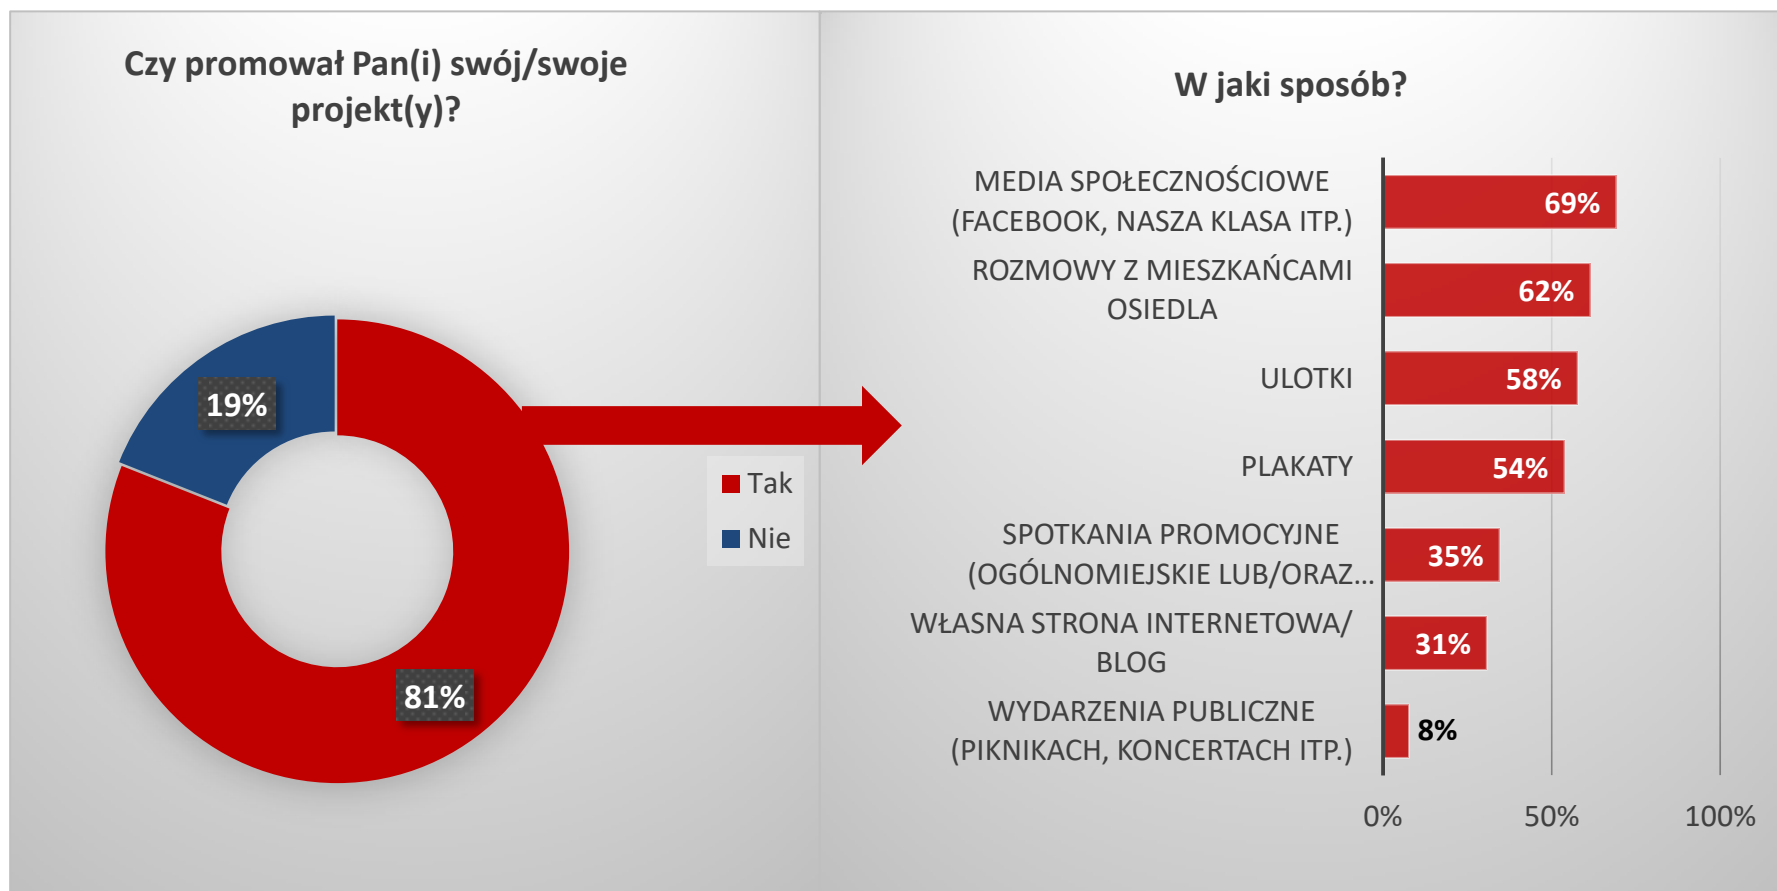 Czy promował Pan(i) swój/swoje
projekt(y)?
19%
81%
Tak
Nie
W jaki sposób?
MEDIA SPOŁECZNOŚCIOWE
(FACEBOOK, NASZA KLASA ITP.)
69%
ROZMOWY Z MIESZKAŃCAMI
OSIEDLA
62%
ULOTKI
58%
PLAKATY
54%
SPOTKANIA PROMOCYJNE
(OGÓLNOMIEJSKIE LUB/ORAZ...
35%
WŁASNA STRONA INTERNETOWA/
BLOG
31%
WYDARZENIA PUBLICZNE
(PIKNIKACH, KONCERTACH ITP.)
8%
0% 50% 100%